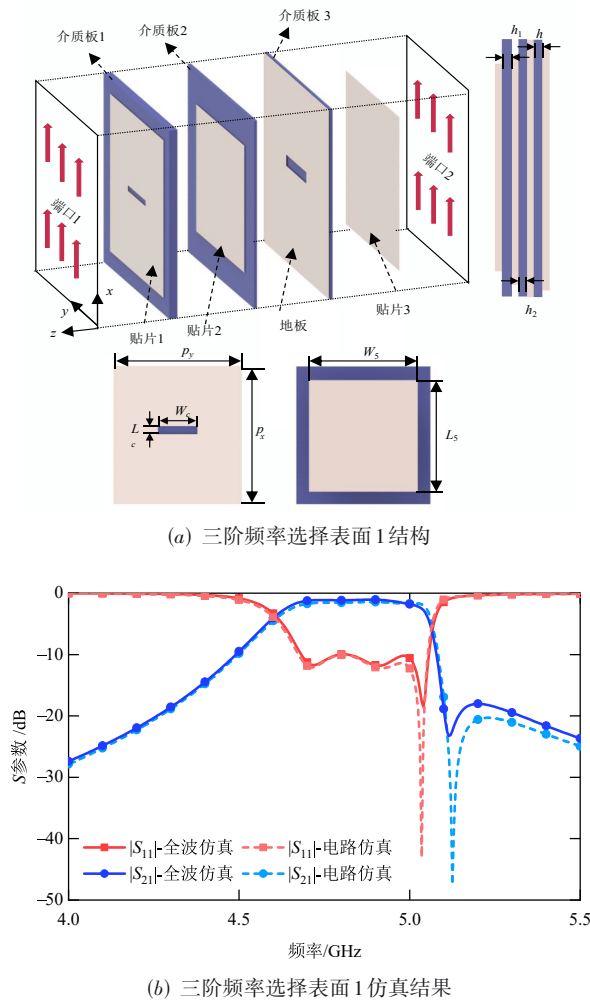 介质板1
介质板2
介质板 3
端口1
端口2
x
y
z
贴片1
贴片2
地板
贴片3
h1
h
h2
py
Ws
L
c
px
W5
L5
(a) 三阶频率选择表面1结构
0
−10
−20
−30
−40
−50
S参数/dB
|S11|-全波仿真
|S11|-电路仿真
|S21|-全波仿真
|S21|-电路仿真
4.0
4.5
5.0
5.5
频率/GHz
(b) 三阶频率选择表面1仿真结果